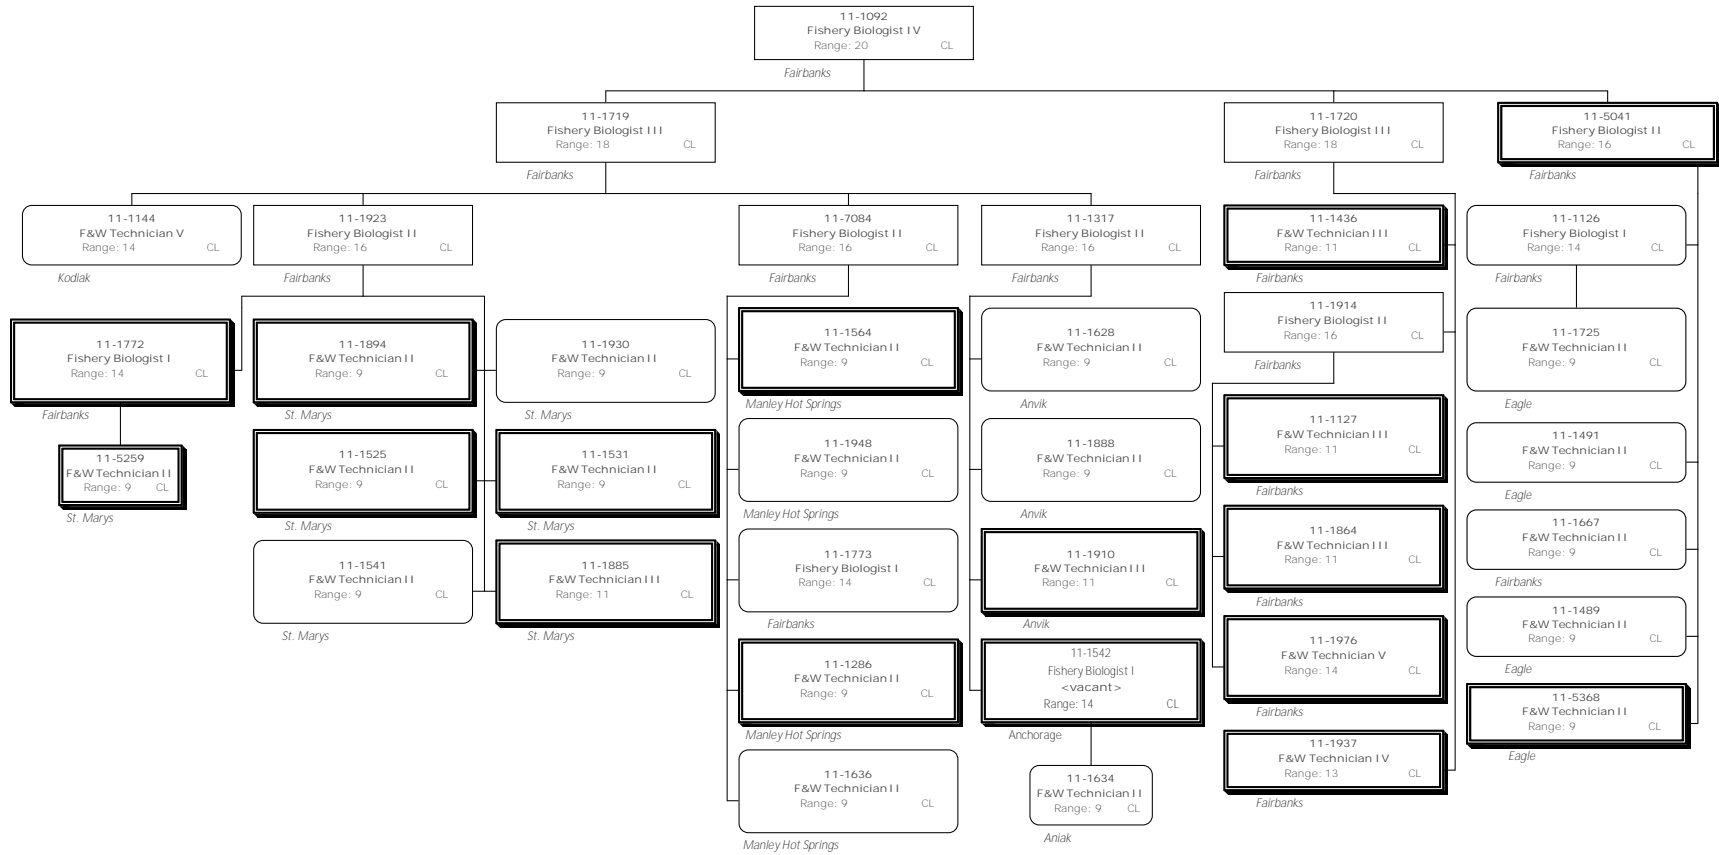 11-1092
Fishery Biologist IV
Range: 20 CL
Fairbanks
11-1719
Fishery Biologist III
Range: 18 CL
Fairbanks
11-1720
Fishery Biologist III
Range: 18 CL
Fairbanks
11-5041
Fishery Biologist II
Range: 16 CL
Fairbanks
11-1144
F&W Technician V
Range: 14 CL
Kodiak
11-1923
Fishery Biologist II
Range: 16 CL
Fairbanks
11-7084
Fishery Biologist II
Range: 16 CL
Fairbanks
11-1317
Fishery Biologist II
Range: 16 CL
Fairbanks
11-1436
F&W Technician III
Range: 11 CL
Fairbanks
11-1126
Fishery Biologist I
Range: 14 CL
Fairbanks
11-1772
Fishery Biologist I
Range: 14 CL
Fairbanks
11-5259
F&W Technician II
Range: 9 CL
St. Marys
11-1894
F&W Technician II
Range: 9 CL
St. Marys
11-1930
F&W Technician II
Range: 9 CL
St. Marys
11-1525
F&W Technician II
Range: 9 CL
St. Marys
11-1531
F&W Technician II
Range: 9 CL
St. Marys
11-1541
F&W Technician II
Range: 9 CL
St. Marys
11-1885
F&W Technician III
Range: 11 CL
St. Marys
11-1564
F&W Technician II
Range: 9 CL
Manley Hot Springs
11-1948
F&W Technician II
Range: 9 CL
Manley Hot Springs
11-1773
Fishery Biologist I
Range: 14 CL
Fairbanks
11-1286
F&W Technician II
Range: 9 CL
Manley Hot Springs
11-1636
F&W Technician II
Range: 9 CL
Manley Hot Springs
11-1628
F&W Technician II
Range: 9 CL
Anvik
11-1888
F&W Technician II
Range: 9 CL
Anvik
11-1910
F&W Technician III
Range: 11 CL
Anvik
11-1542
Fishery Biologist I
<vacant>
Range: 14 CL
Anchorage
11-1634
F&W Technician II
Range: 9 CL
Aniak
11-1914
Fishery Biologist II
Range: 16 CL
Fairbanks
11-1127
F&W Technician III
Range: 11 CL
Fairbanks
11-1864
F&W Technician III
Range: 11 CL
Fairbanks
11-1976
F&W Technician V
Range: 14 CL
Fairbanks
11-1937
F&W Technician IV
Range: 13 CL
Fairbanks
11-1725
F&W Technician II
Range: 9 CL
Eagle
11-1491
F&W Technician II
Range: 9 CL
Eagle
11-1667
F&W Technician II
Range: 9 CL
Fairbanks
11-1489
F&W Technician II
Range: 9 CL
Eagle
11-5368
F&W Technician II
Range: 9 CL
Eagle